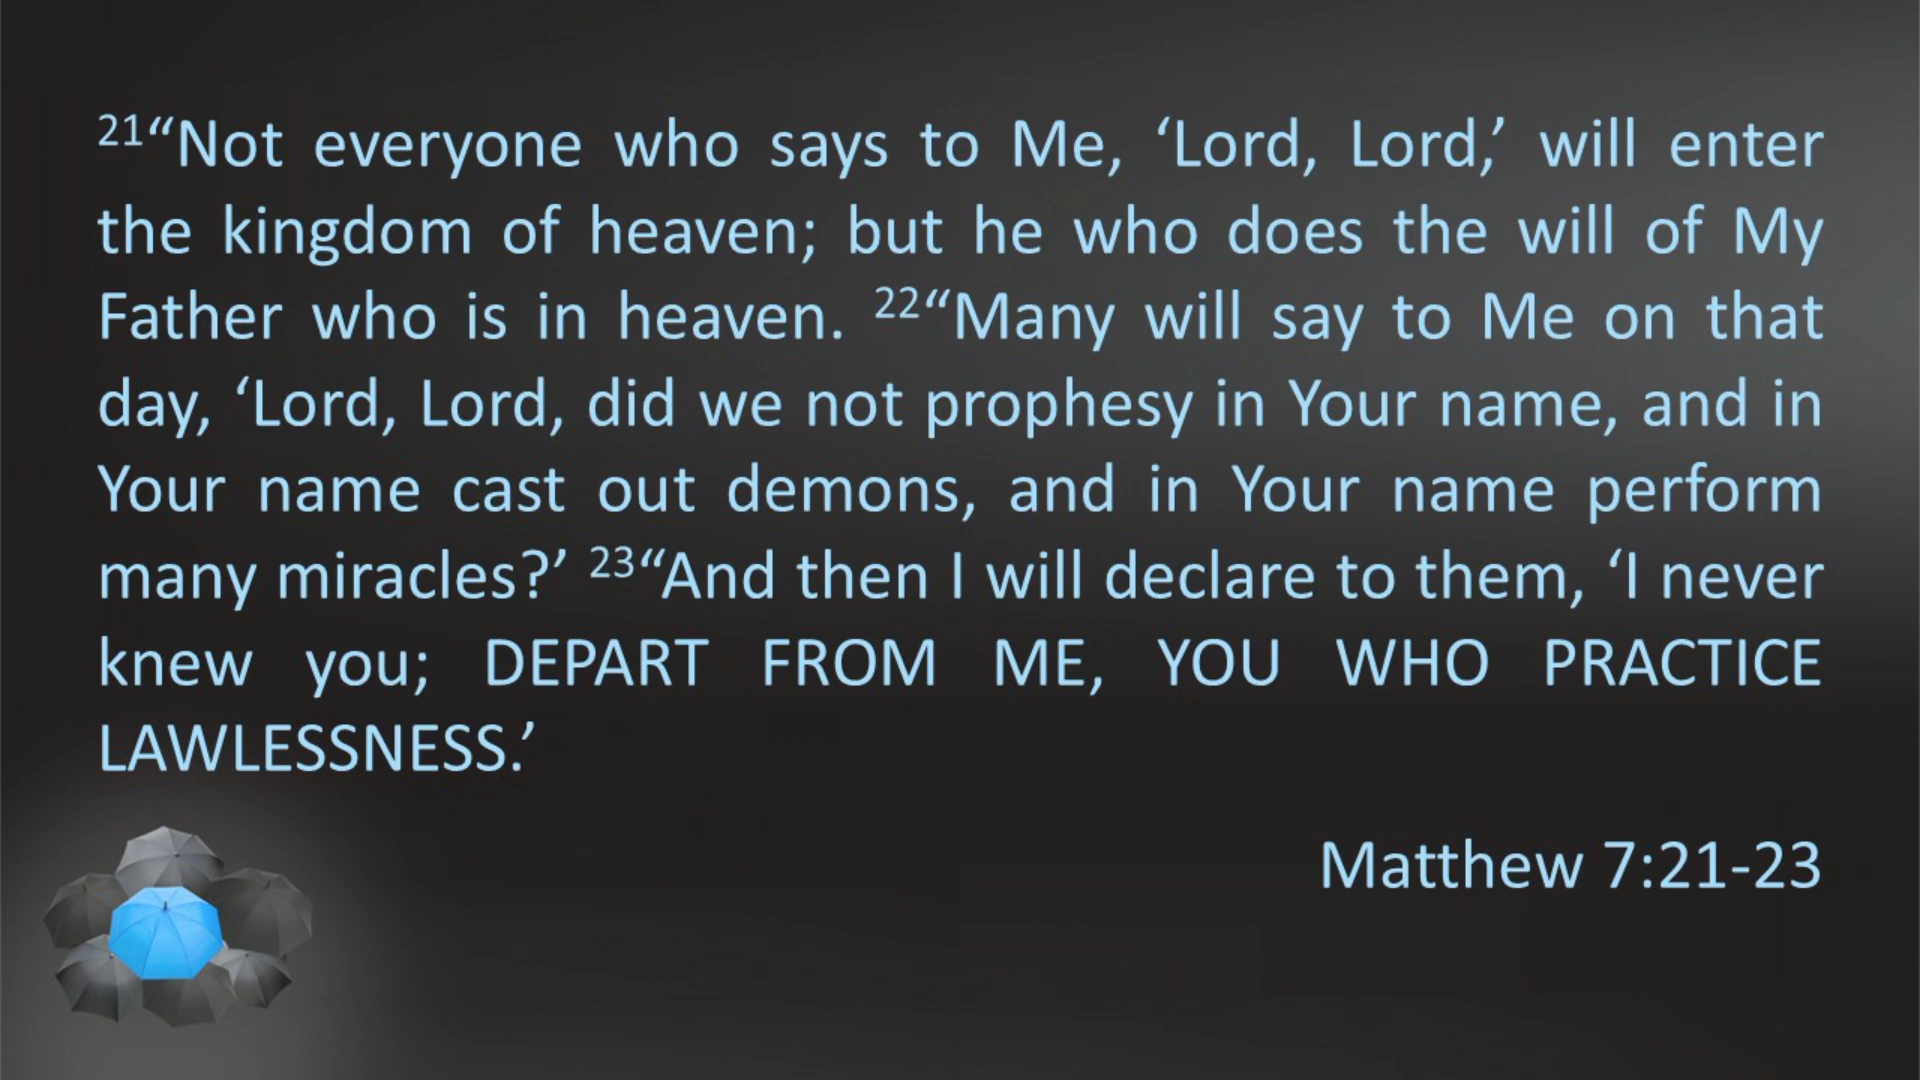 21“Not everyone who says to Me, ‘Lord, Lord,’ will enter
the kingdom of heaven; but he who does the will of My
Father who is in heaven. 22“Many will say to Me on that
day, ‘Lord, Lord, did we not prophesy in Your name, and in
Your name cast out demons, and in Your name perform
many miracles?’ 23“And then I will declare to them, ‘I never
knew you; DEPART FROM ME, YOU WHO PRACTICE
LAWLESSNESS.’
Matthew 7:21-23